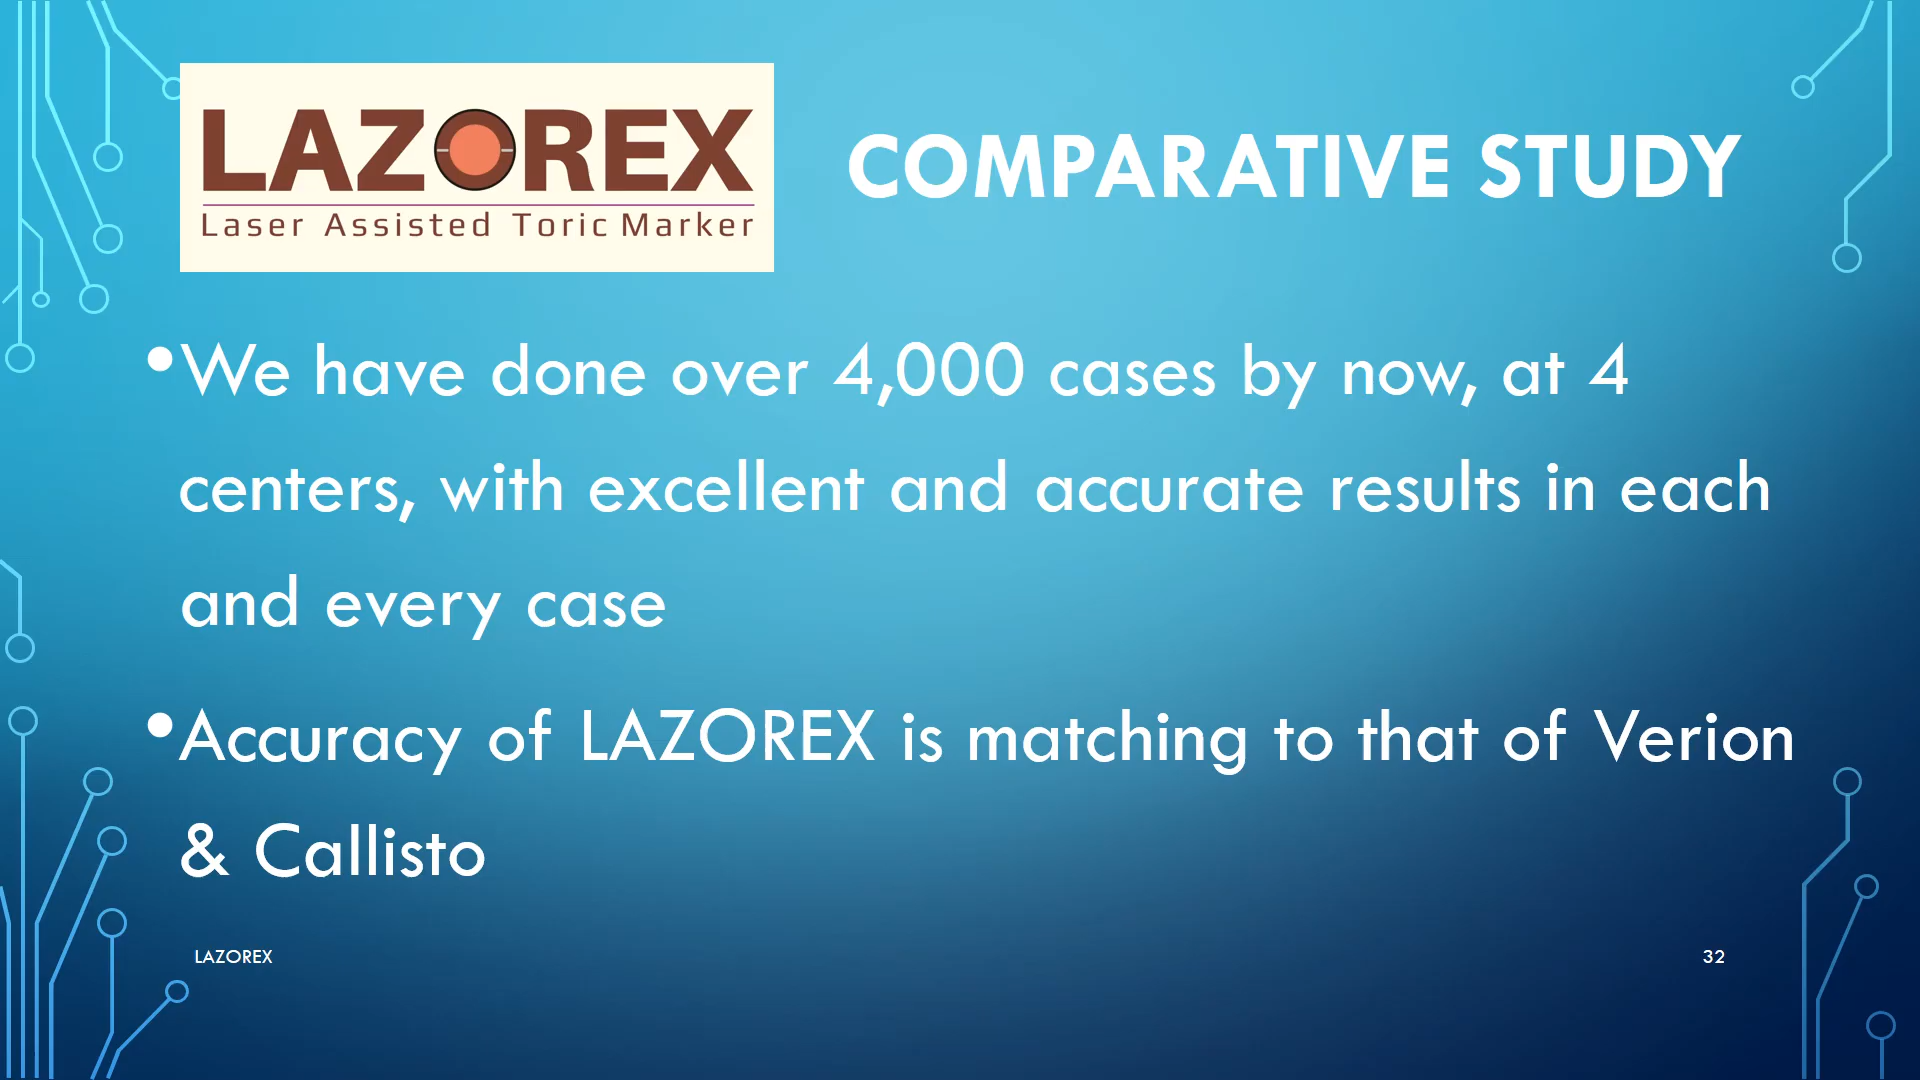 LAZOREX
Laser Assisted Toric Marker
COMPARATIVE STUDY
•We have done over 4,000 cases by now, at 4
centers, with excellent and accurate results in each
and every case
•Accuracy of LAZOREX is matching to that of Verion
& Callisto
LAZOREX
32